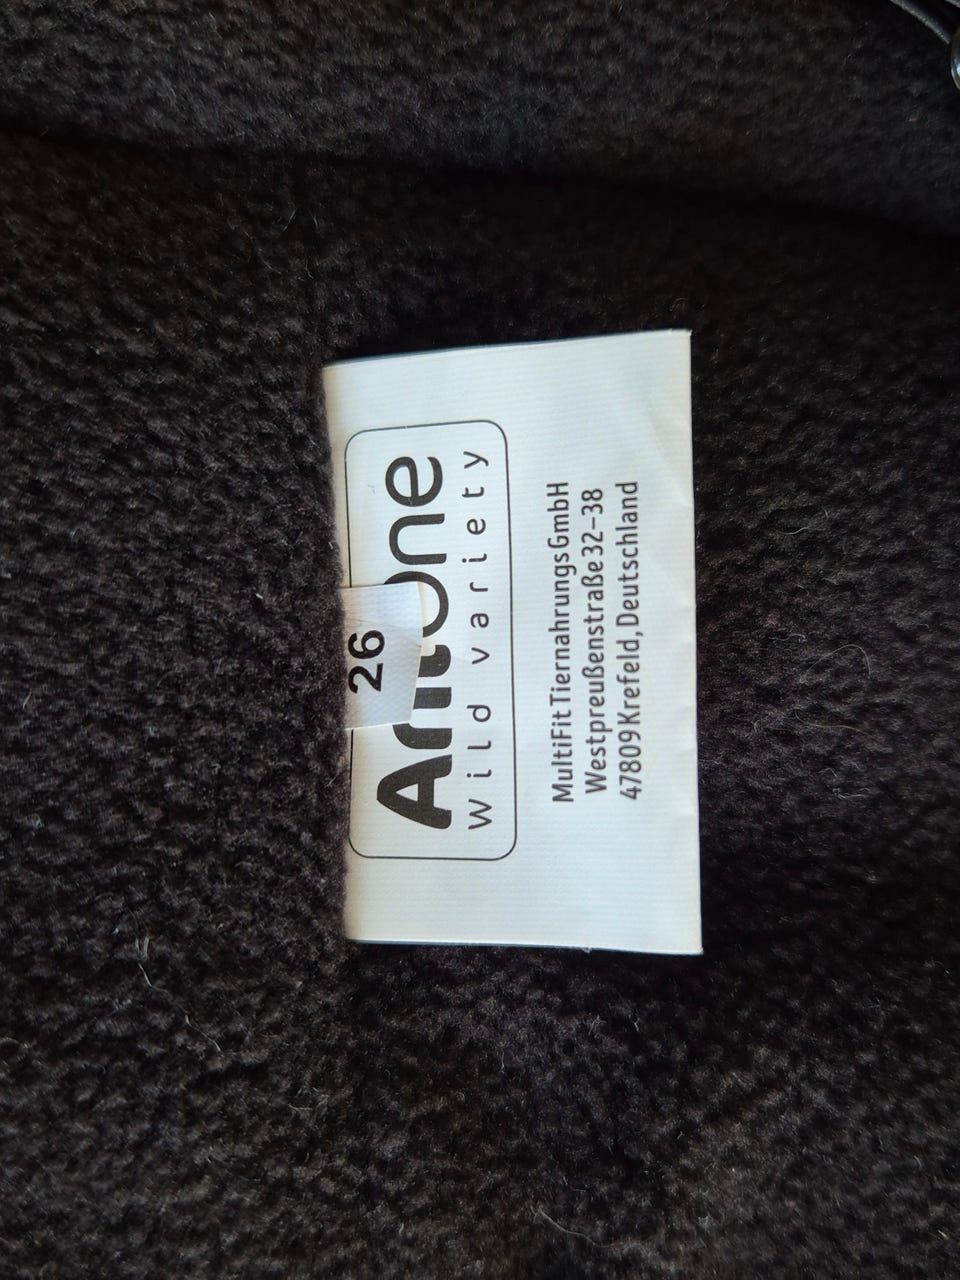 26
Wild variety
MultiFit Tiernahrungs GmbH
Westpreußenstraße 32-38
47809 Krefeld, Deutschland